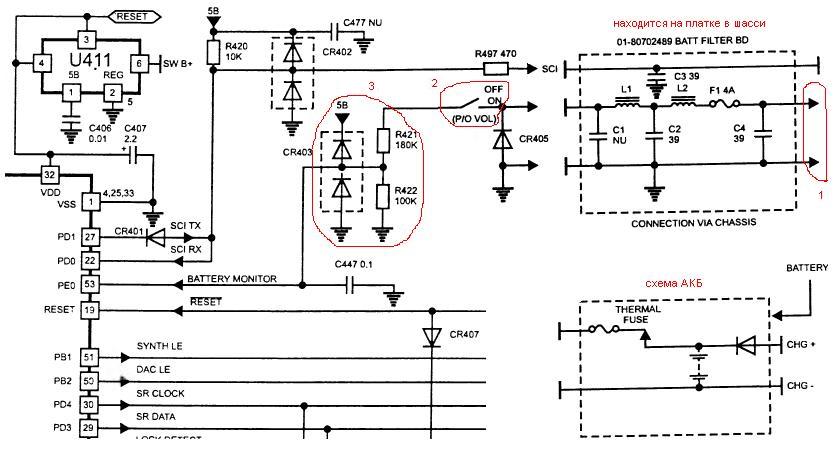 RESET
3
U411
4
6
SW B+
5B
REG
1
2
5
C406
0.01
C407
2.2
5B
C477 NU
R420
10K
CR402
R497 470
SCI
3
5B
2
OFF
ON
(P/O VOL)
R421
180K
CR403
R422
100K
CR405
находится на платке в шасси
01-80702489 BATT FILTER BD
C3 39
L1
L2
F1 4A
C1
NU
C2
39
C4
39
1
CONNECTION VIA CHASSIS
32
VDD
VSS
1
4,25,33
PD1
27
CR401
SCI TX
PD0
22
SCI RX
PE0
53
BATTERY MONITOR
C447 0.1
RESET
19
RESET
CR407
PB1
51
SYNTH LE
PB2
50
DAC LE
PD4
30
SR CLOCK
PD3
29
SR DATA
LOCK DETECT
схема АКБ
BATTERY
THERMAL
FUSE
CHG +
CHG -